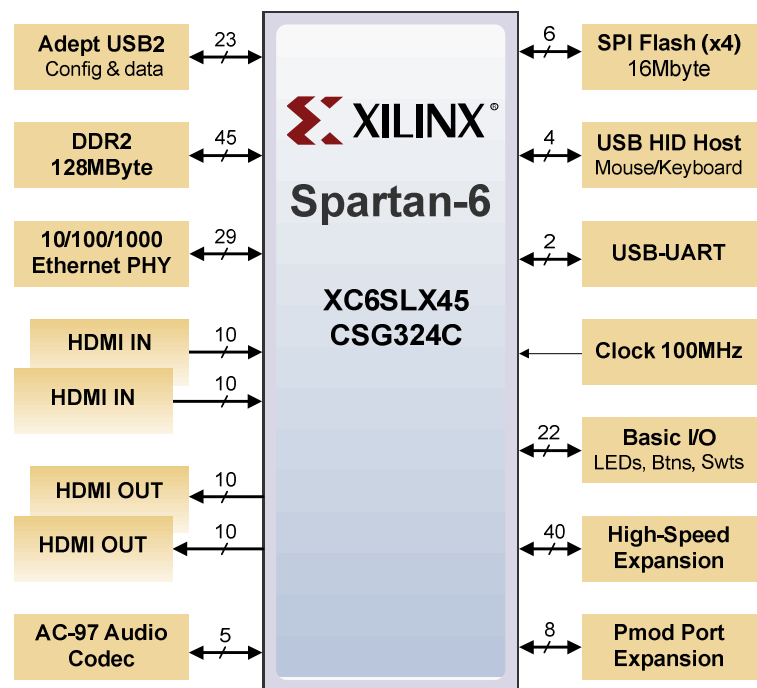 Adept USB2
Config & data
23
DDR2
128MByte
45
10/100/1000
Ethernet PHY
29
HDMI IN
10
HDMI IN
10
HDMI OUT
10
HDMI OUT
10
AC-97 Audio
Codec
5
XILINX®
Spartan-6
XC6SLX45
CSG324C
6
SPI Flash (x4)
16Mbyte
4
USB HID Host
Mouse/Keyboard
2
USB-UART
Clock 100MHz
22
Basic I/O
LEDs, Btns, Swts
40
High-Speed
Expansion
8
Pmod Port
Expansion